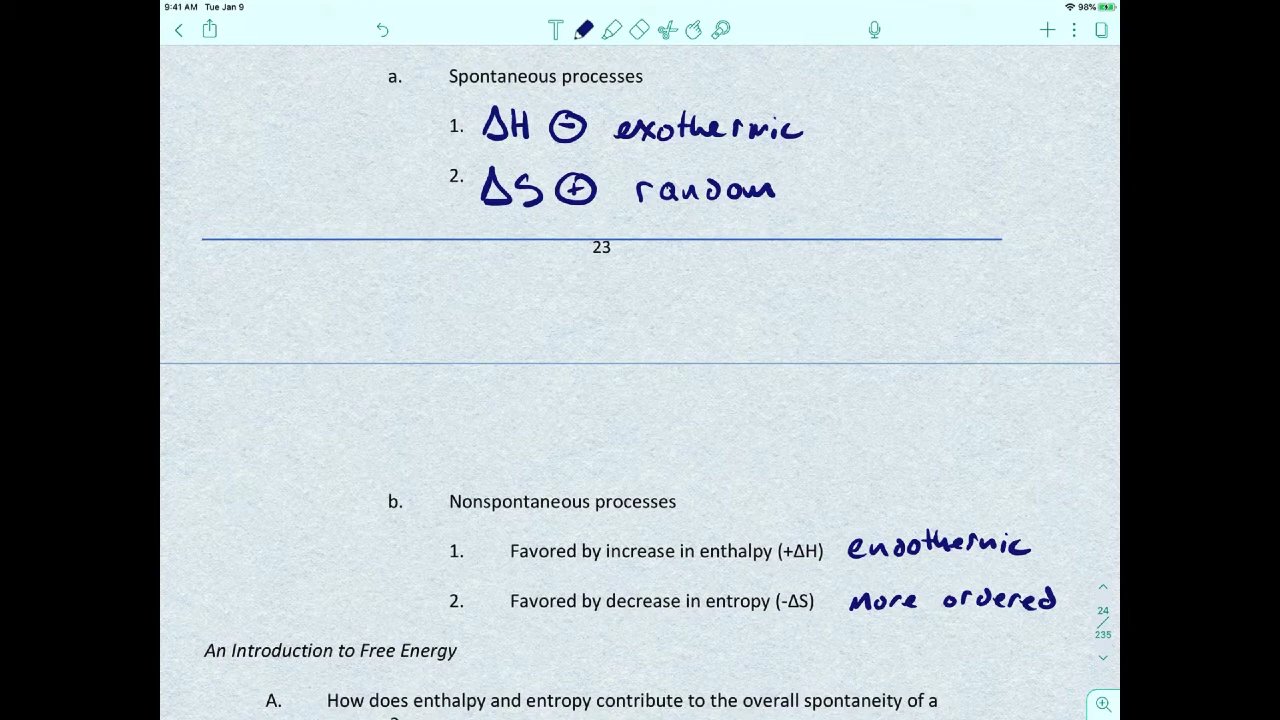 9:41 AM Tue Jan 9
98%
a. Spontaneous processes
1. ΔH ⊖ exothermic
2. ΔS ⊕ random
23
b. Nonspontaneous processes
1. Favored by increase in enthalpy (+ΔH) endothermic
2. Favored by decrease in entropy (-ΔS) more ordered
24
/
235
An Introduction to Free Energy
A. How does enthalpy and entropy contribute to the overall spontaneity of a